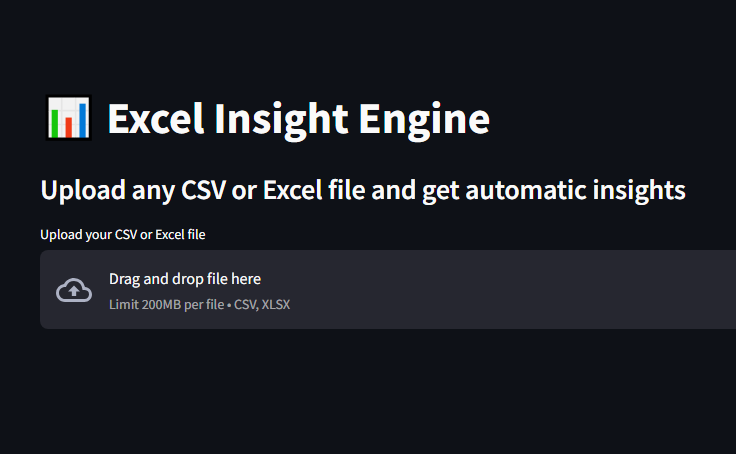 Excel Insight Engine
Upload any CSV or Excel file and get automatic insights
Upload your CSV or Excel file
Drag and drop file here
Limit 200MB per file • CSV, XLSX